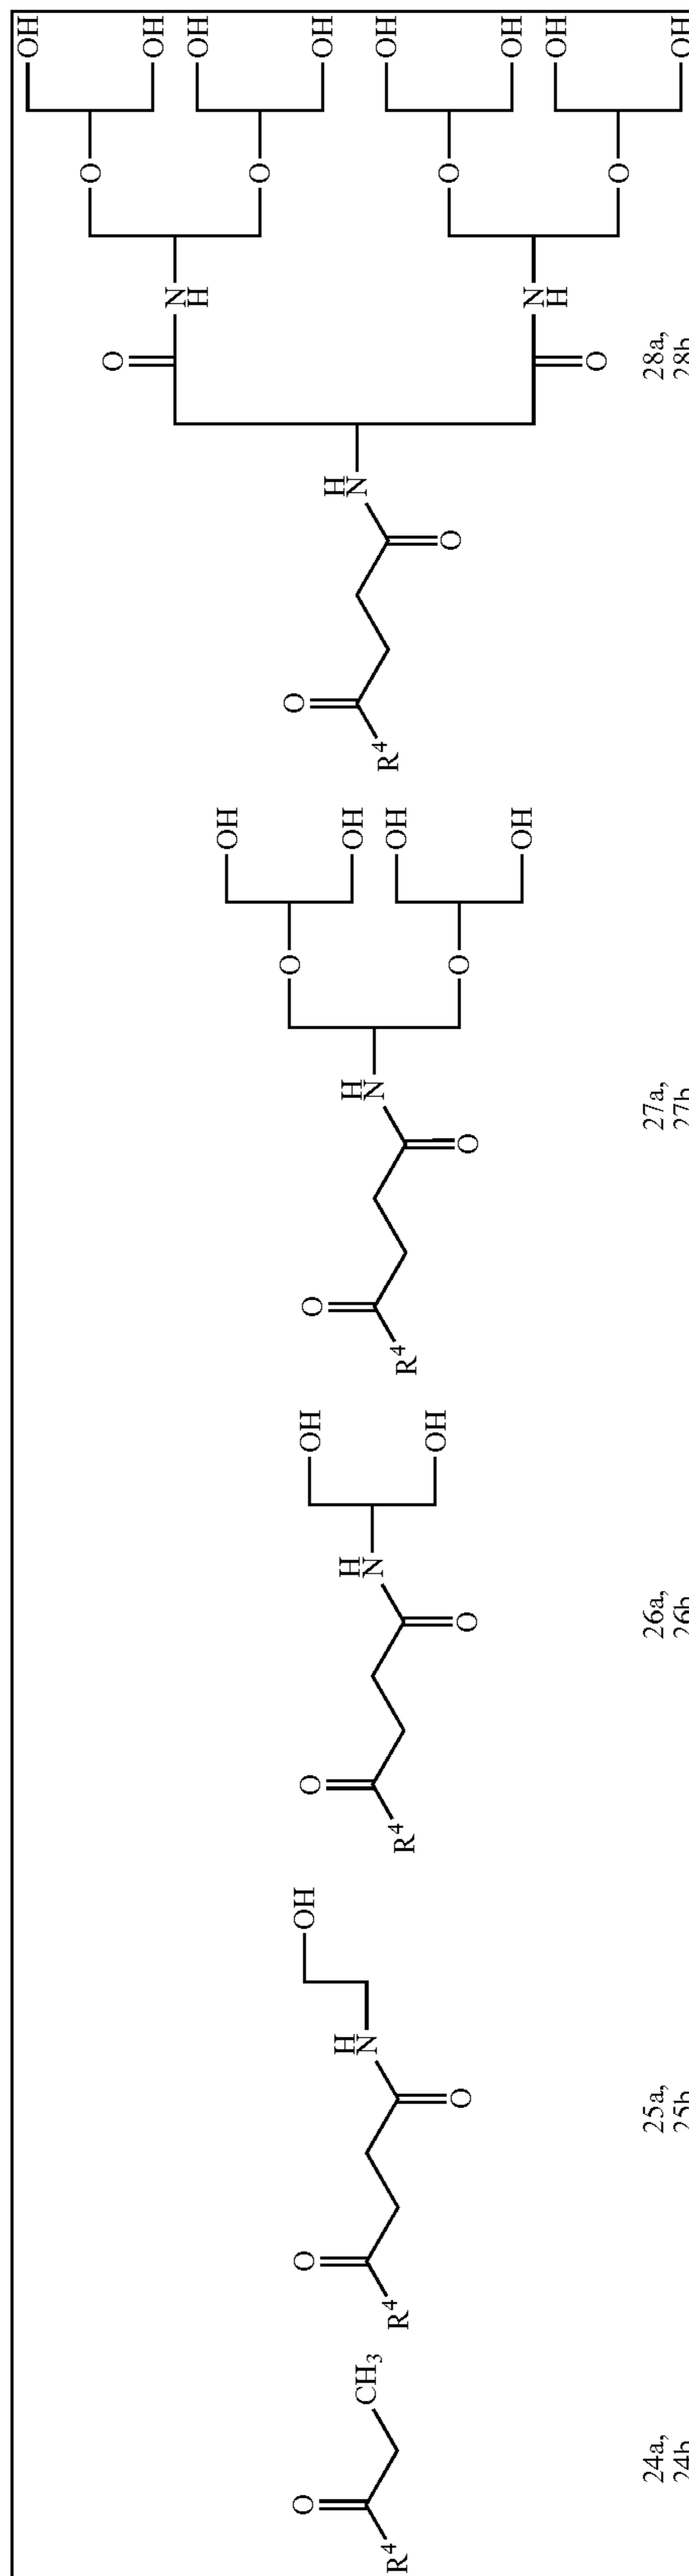 R⁴ O CH₃
24a,
24b
R⁴ O O H N OH
25a,
25b
R⁴ O O H N OH OH
26a,
26b
R⁴ O O H N O O OH OH OH OH
27a,
27b
R⁴ O O H N O O N H N H O O O O OH OH OH OH OH OH OH OH
28a,
28b